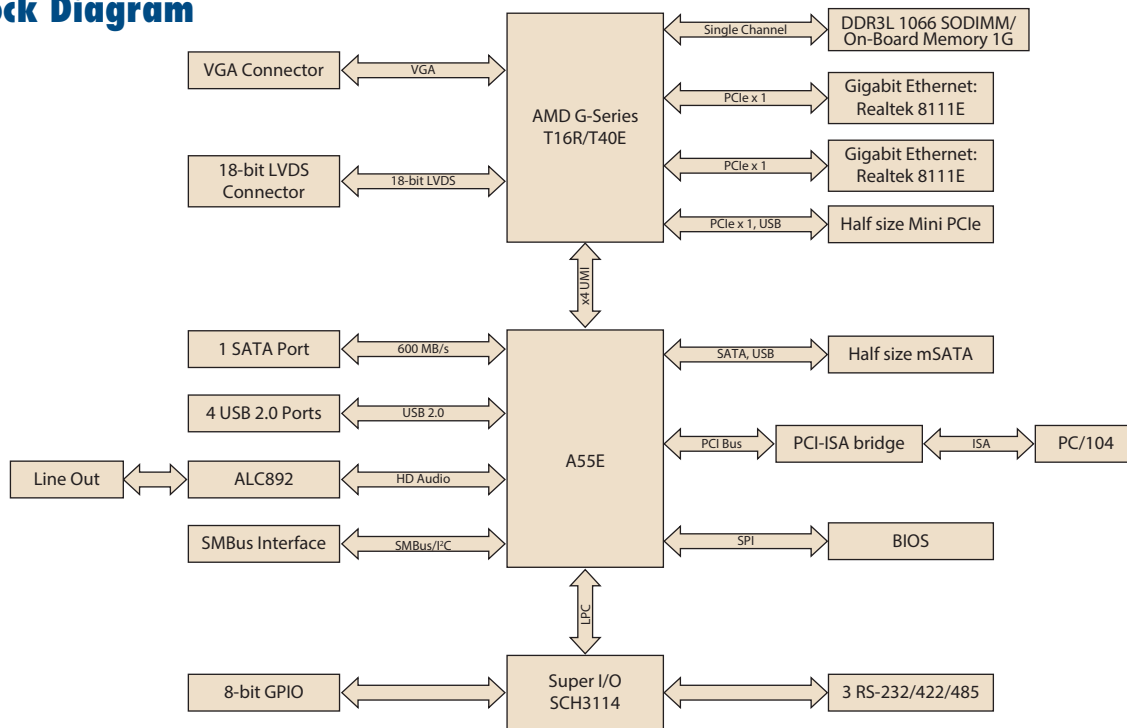 ck Diagram
VGA Connector
VGA
18-bit LVDS
Connector
18-bit LVDS
AMD G-Series
T16R/T40E
Single Channel
DDR3L 1066 SODIMM/
On-Board Memory 1G
PCIe x 1
Gigabit Ethernet:
Realtek 8111E
PCIe x 1
Gigabit Ethernet:
Realtek 8111E
PCIe x 1, USB
Half size Mini PCIe
x4 UMI
1 SATA Port
600 MB/s
4 USB 2.0 Ports
USB 2.0
Line Out
ALC892
HD Audio
SMBus Interface
SMBus/I²C
A55E
SATA, USB
Half size mSATA
PCI Bus
PCI-ISA bridge
ISA
PC/104
SPI
BIOS
LPC
8-bit GPIO
Super I/O
SCH3114
3 RS-232/422/485